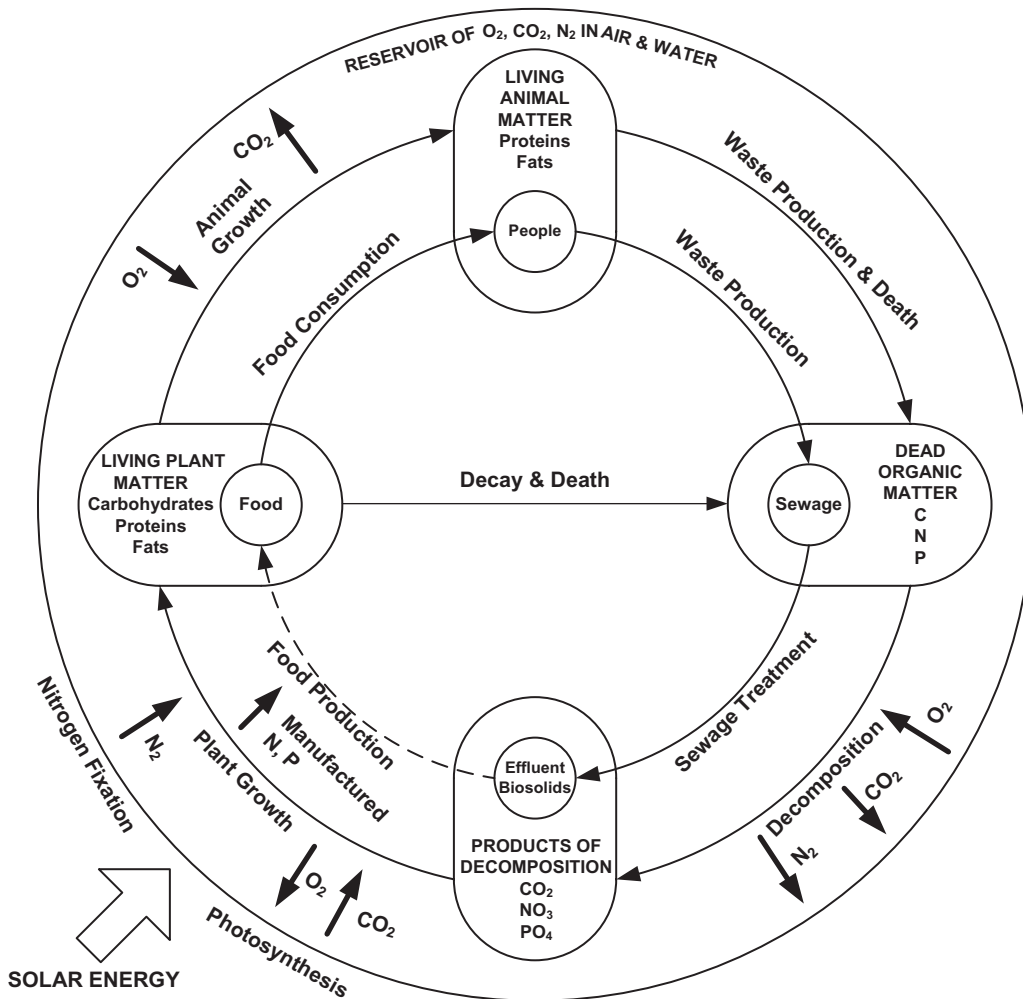 RESERVOIR OF O₂, CO₂, N₂ IN AIR & WATER
LIVING
ANIMAL
MATTER
Proteins
Fats
People
CO₂
Animal
Growth
O₂
Food Consumption
Waste Production & Death
Waste Production
LIVING PLANT
MATTER
Carbohydrates
Proteins
Fats
Food
Decay & Death
Sewage
DEAD
ORGANIC
MATTER
C
N
P
Food Production
Manufactured
N, P
Plant Growth
N₂
Nitrogen Fixation
Sewage Treatment
Decomposition
O₂
CO₂
N₂
Effluent
Biosolids
PRODUCTS OF
DECOMPOSITION
CO₂
NO₃
PO₄
O₂
CO₂
Photosynthesis
SOLAR ENERGY